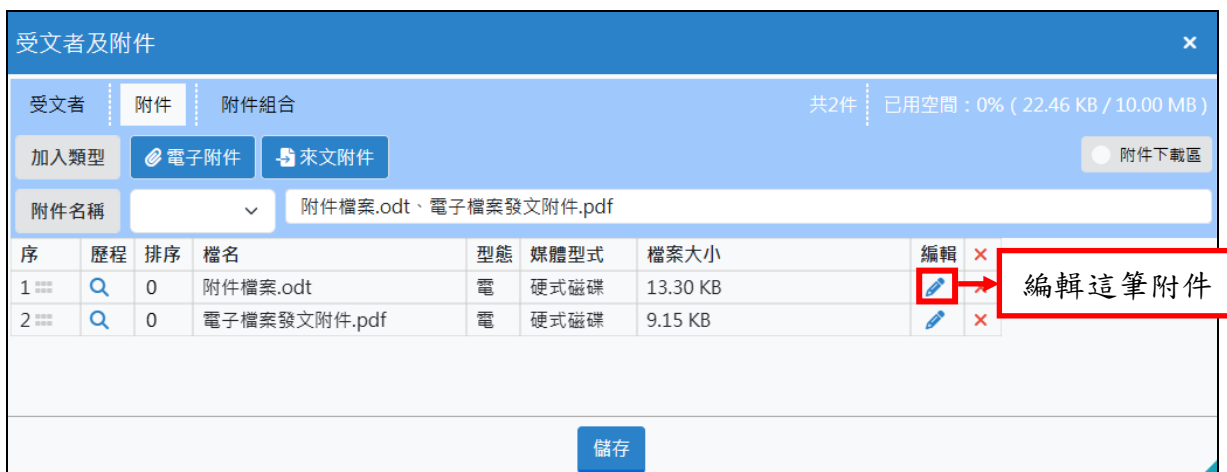 受文者及附件 ×
受文者 附件 附件組合 共2件 已用空間：0% ( 22.46 KB / 10.00 MB )
加入類型 電子附件 來文附件 附件下載區
附件名稱 附件檔案.odt、電子檔案發文附件.pdf
序 歷程 排序 檔名 型態 媒體型式 檔案大小 編輯 ×
1 0 附件檔案.odt 電 硬式磁碟 13.30 KB × 編輯這筆附件
2 0 電子檔案發文附件.pdf 電 硬式磁碟 9.15 KB ×
儲存